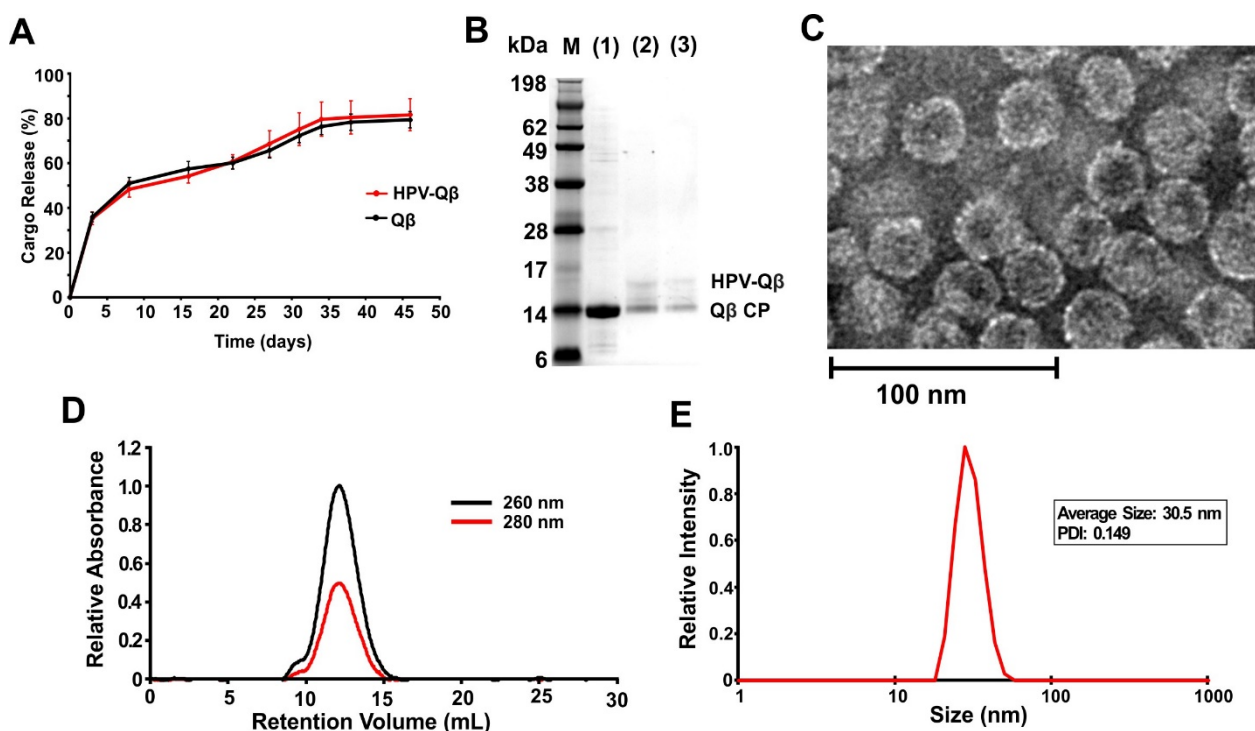 A
100
80
60
40
20
0
Cargo Release (%)
0 5 10 15 20 25 30 35 40 45 50
Time (days)
HPV-Qβ
Qβ
B
kDa M (1) (2) (3)
198
62
49
38
28
17
14
6
HPV-Qβ
Qβ CP
C
100 nm
D
1.2
1.0
0.8
0.6
0.4
0.2
0
Relative Absorbance
0 5 10 15 20 25 30
Retention Volume (mL)
260 nm
280 nm
E
1.0
0.8
0.6
0.4
0.2
0
Relative Intensity
1 10 100 1000
Size (nm)
Average Size: 30.5 nm
PDI: 0.149